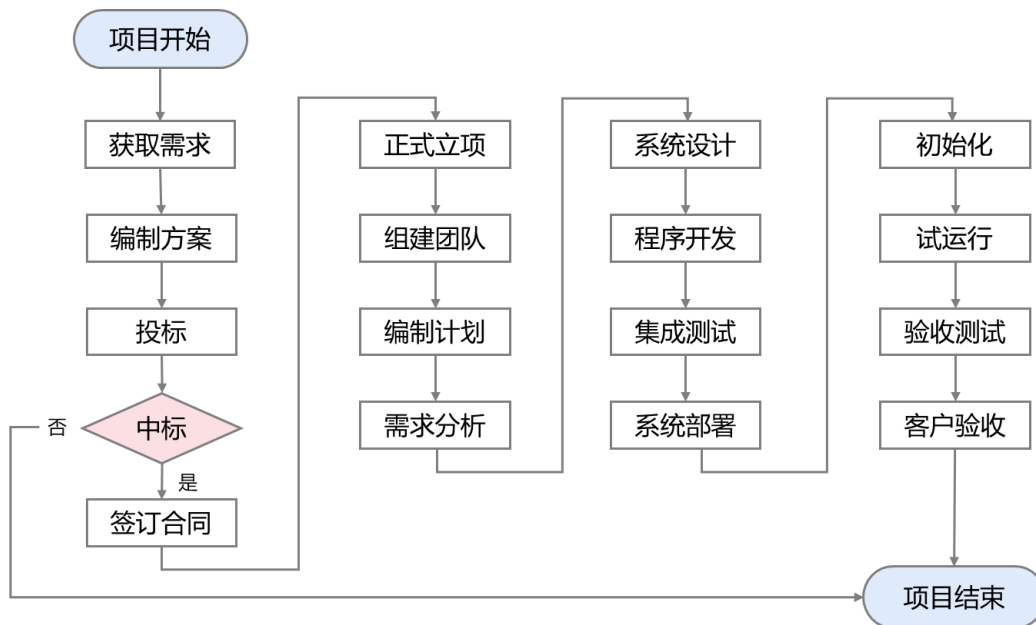 项目开始
获取需求
编制方案
投标
中标
否
是
签订合同
正式立项
组建团队
编制计划
需求分析
系统设计
程序开发
集成测试
系统部署
初始化
试运行
验收测试
客户验收
项目结束